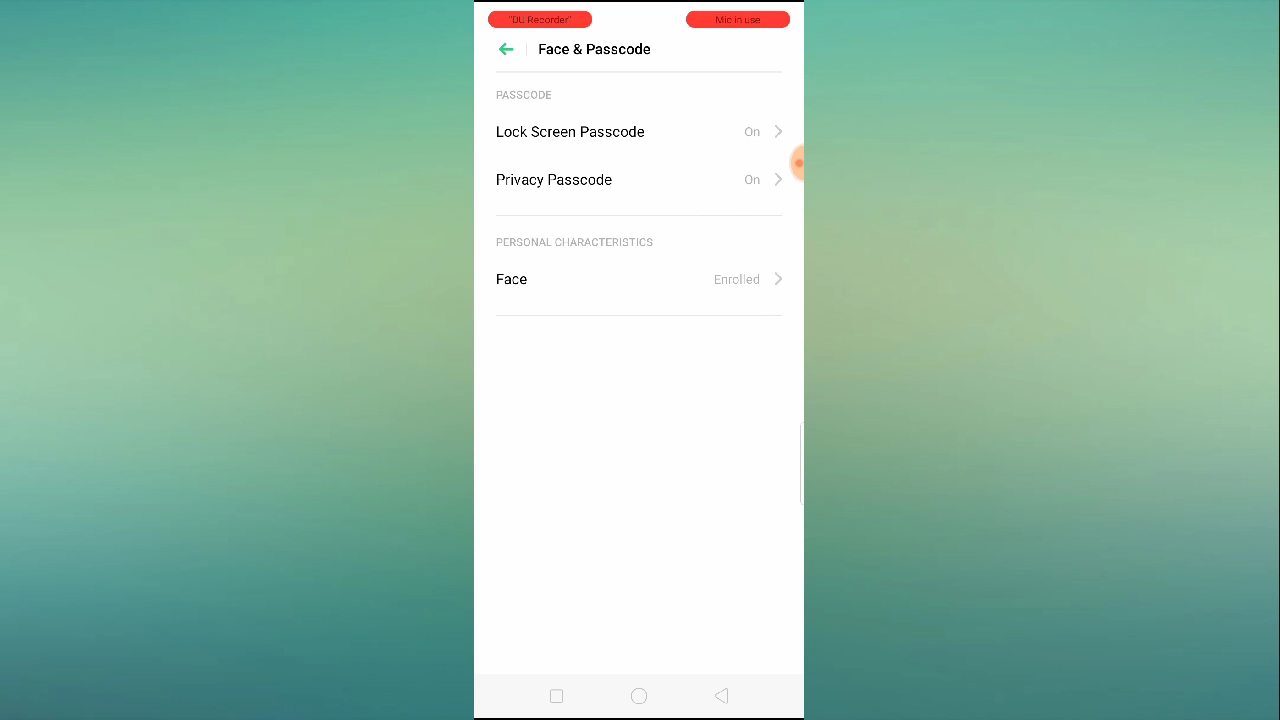 "DU Recorder" Mic in use
Face & Passcode
PASSCODE
Lock Screen Passcode On
Privacy Passcode On
PERSONAL CHARACTERISTICS
Face Enrolled